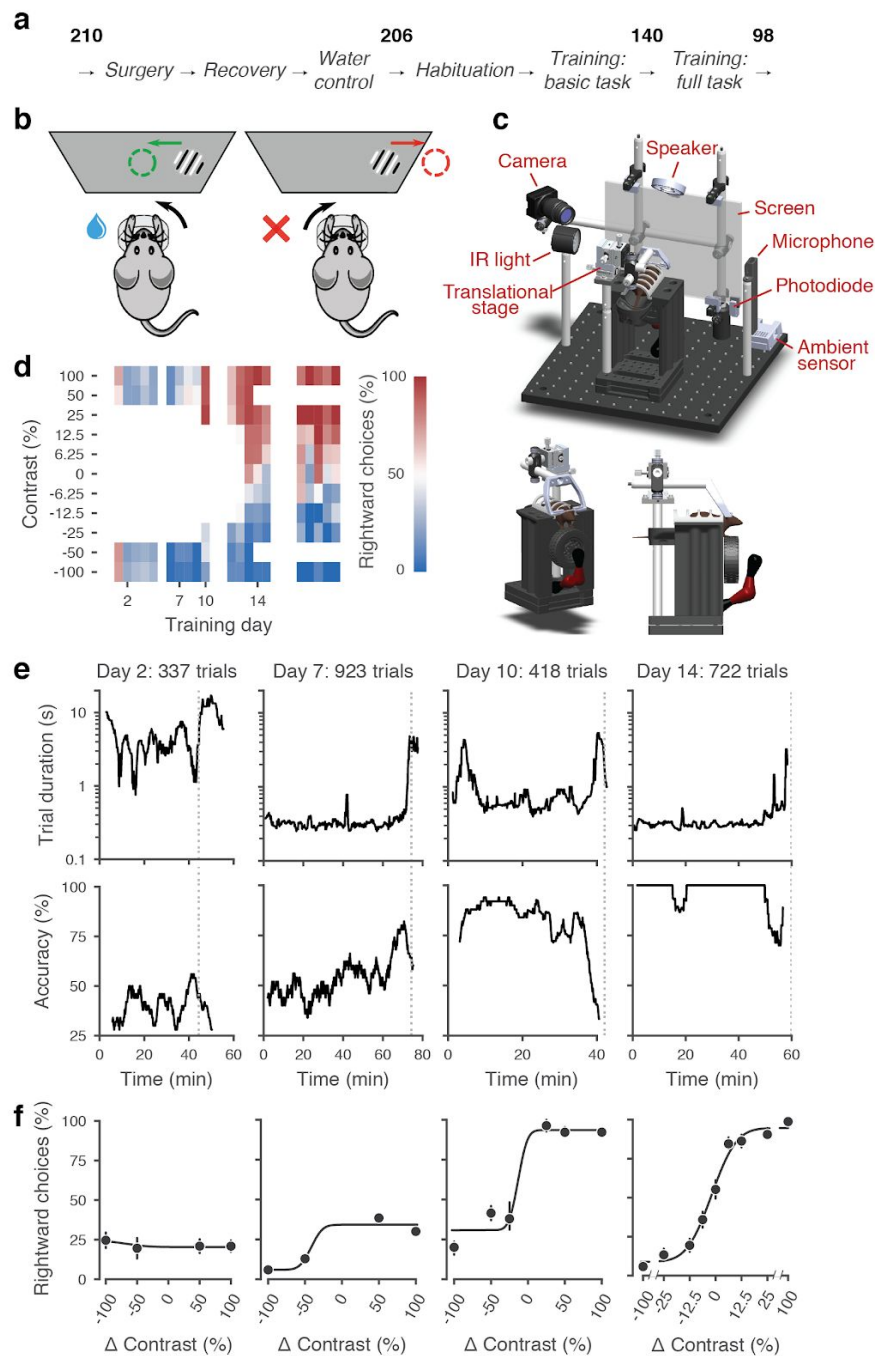 a
210 206 140 98
→ Surgery → Recovery → Water control → Habituation → Training: basic task → Training: full task →
b
c
Camera
Speaker
Screen
IR light
Microphone
Translational stage
Photodiode
Ambient sensor
d
Contrast (%)
100
50
25
12.5
6.25
0
-6.25
-12.5
-25
-50
-100
2 7 10 14
Training day
100
50
0
Rightward choices (%)
e
Day 2: 337 trials Day 7: 923 trials Day 10: 418 trials Day 14: 722 trials
Trial duration (s)
10
1
0.1
Accuracy (%)
100
75
50
25
0 20 40 60 0 20 40 60 80 0 20 40 0 20 40 60
Time (min) Time (min) Time (min) Time (min)
f
Rightward choices (%)
100
75
50
25
0
-100 -50 0 50 100 -100 -50 0 50 100 -100 -50 0 50 100 -100 -25 -12.5 0 12.5 25 100
Δ Contrast (%) Δ Contrast (%) Δ Contrast (%) Δ Contrast (%)